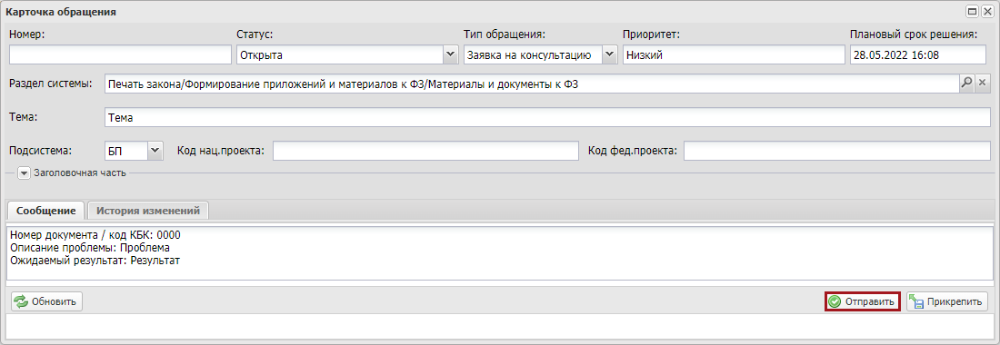 Карточка обращения
Номер: Статус: Тип обращения: Приоритет: Плановый срок решения:
Открыта Заявка на консультацию Низкий 28.05.2022 16:08
Раздел системы: Печать закона/Формирование приложений и материалов к ФЗ/Материалы и документы к ФЗ
Тема: Тема
Подсистема: БП Код нац.проекта: Код фед.проекта:
Заголовочная часть
Сообщение История изменений
Номер документа / код КБК: 0000
Описание проблемы: Проблема
Ожидаемый результат: Результат
Обновить Отправить Прикрепить